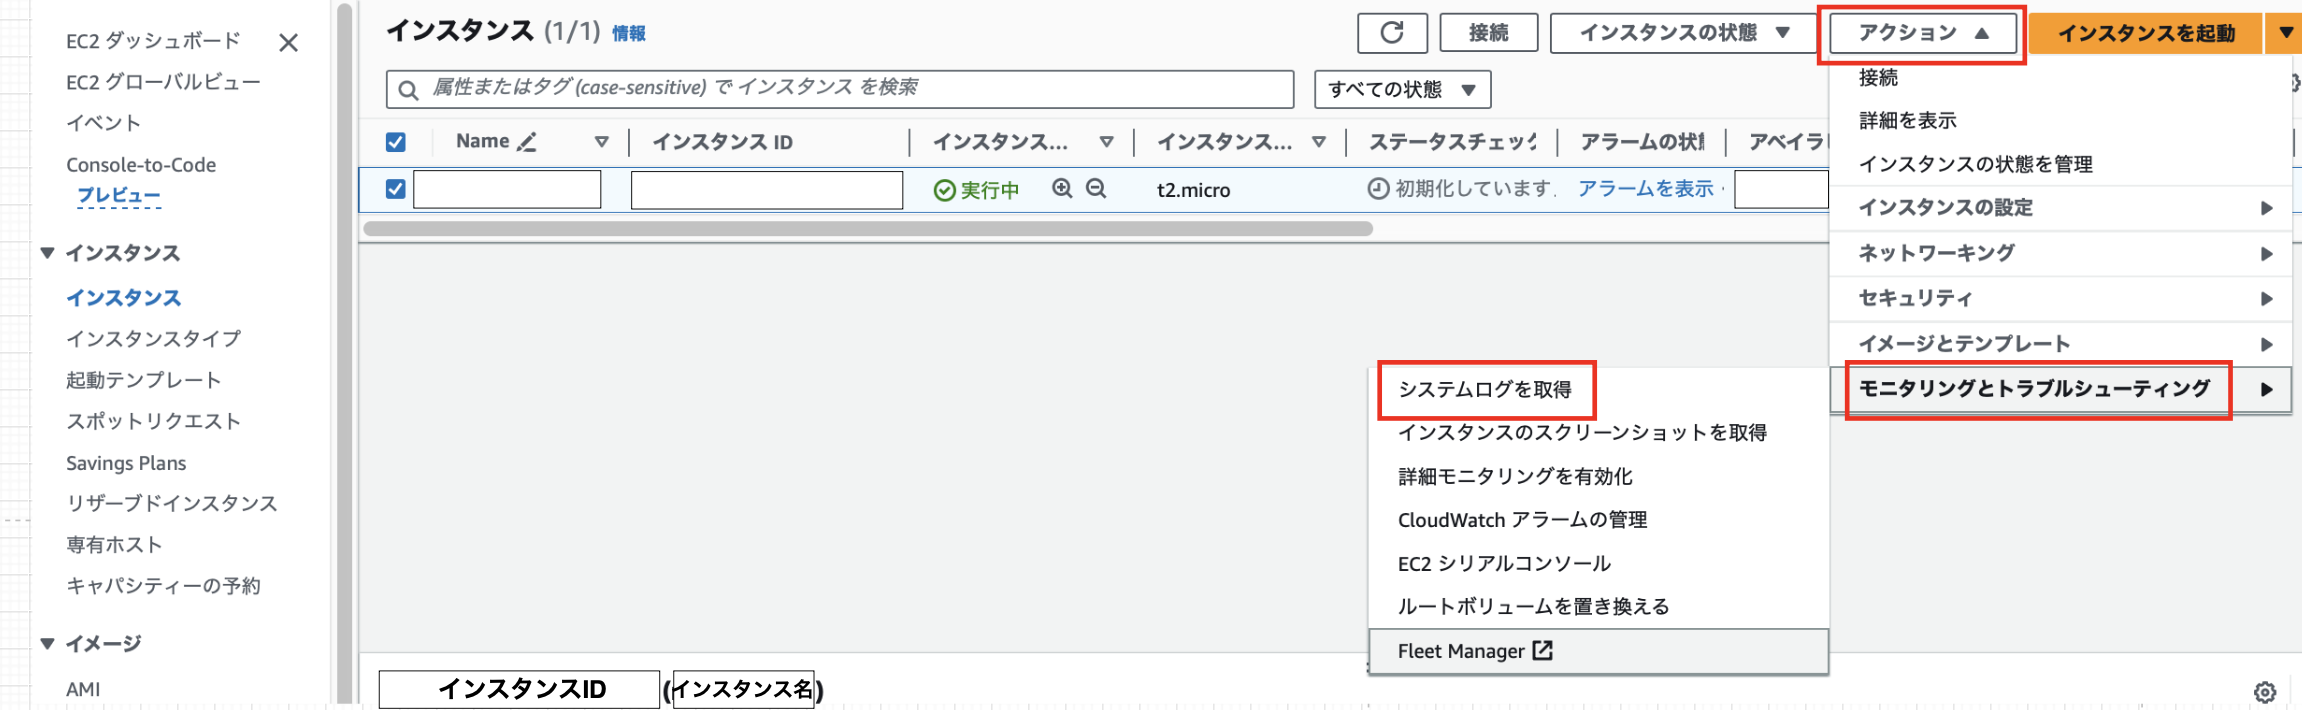 EC2 ダッシュボード
EC2 グローバルビュー
イベント
Console-to-Code
プレビュー
インスタンス
インスタンス
インスタンスタイプ
起動テンプレート
スポットリクエスト
Savings Plans
リザーブドインスタンス
専有ホスト
キャパシティーの予約
イメージ
AMI
インスタンス (1/1) 情報
接続 インスタンスの状態 アクション インスタンスを起動
属性またはタグ (case-sensitive) で インスタンス を検索 すべての状態
Name インスタンス ID インスタンス... インスタンス... ステータスチェック アラームの状 アベイラ
実行中 t2.micro 初期化しています アラームを表示
接続
詳細を表示
インスタンスの状態を管理
インスタンスの設定
ネットワーキング
セキュリティ
イメージとテンプレート
モニタリングとトラブルシューティング
システムログを取得
インスタンスのスクリーンショットを取得
詳細モニタリングを有効化
CloudWatch アラームの管理
EC2 シリアルコンソール
ルートボリュームを置き換える
Fleet Manager
インスタンスID (インスタンス名)